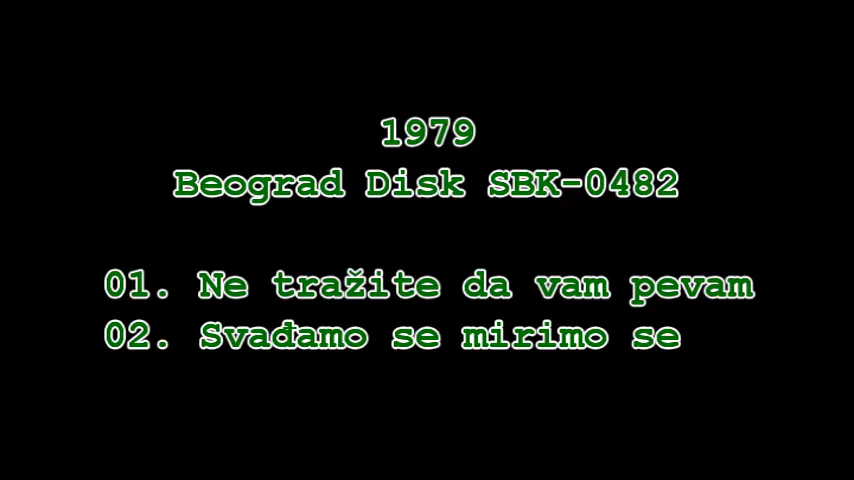 1979
Beograd Disk SBK-0482
01. Ne tražite da vam pevam
02. Svađamo se mirimo se